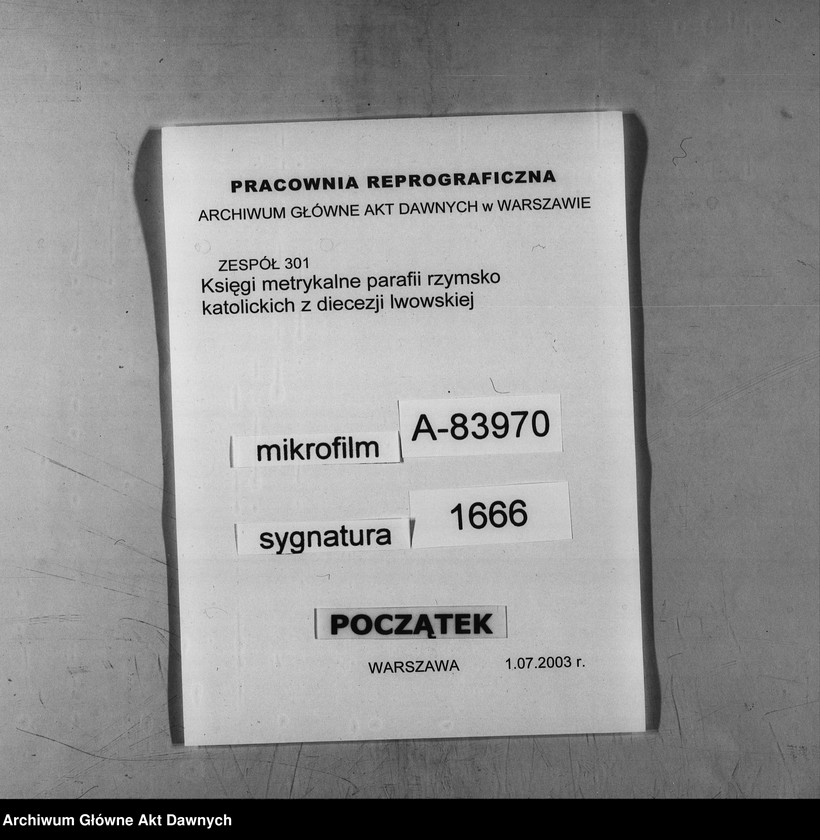 PRACOWNIA REPROGRAFICZNA
ARCHIWUM GŁÓWNE AKT DAWNYCH w WARSZAWIE
ZESPÓŁ 301
Księgi metrykalne parafii rzymsko
katolickich z diecezji lwowskiej
mikrofilm A-83970
sygnatura 1666
POCZĄTEK
WARSZAWA 1.07.2003 r.
Archiwum Główne Akt Dawnych